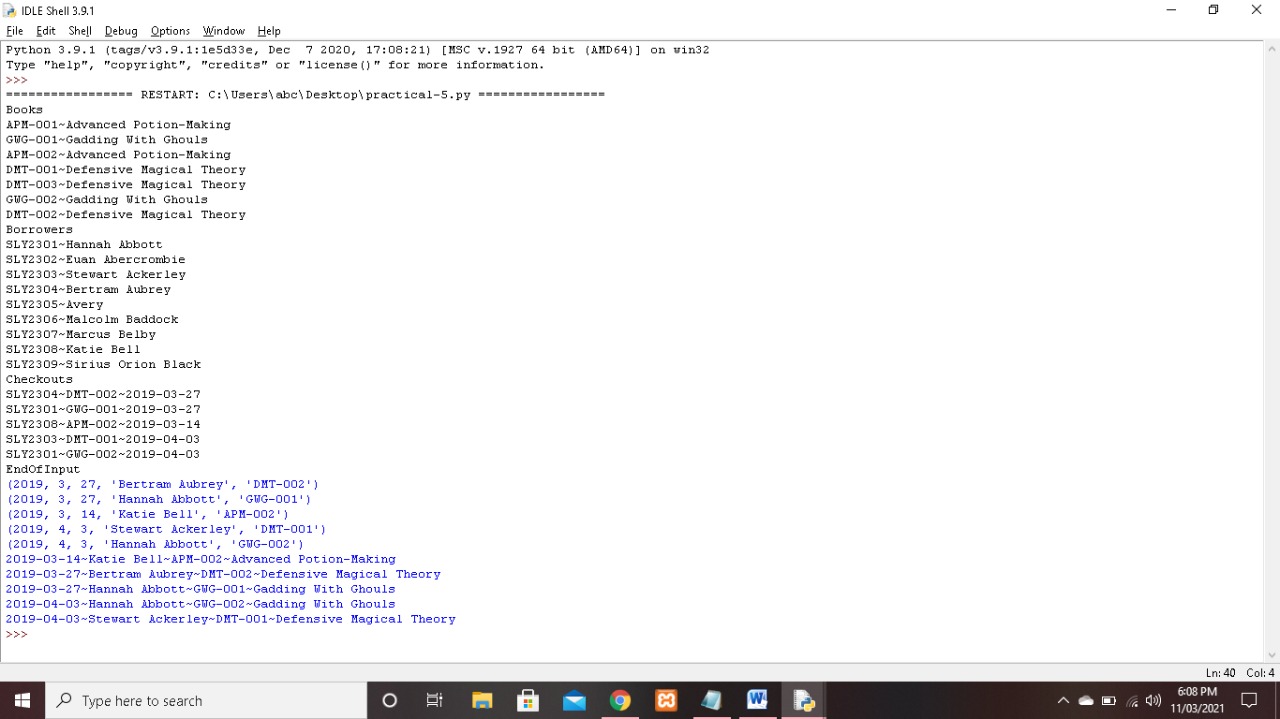 IDLE Shell 3.9.1
File Edit Shell Debug Options Window Help
Python 3.9.1 (tags/v3.9.1:1e5d33e, Dec  7 2020, 17:08:21) [MSC v.1927 64 bit (AMD64)] on win32
Type "help", "copyright", "credits" or "license()" for more information.
>>>
================= RESTART: C:\Users\abc\Desktop\practical-5.py =================
Books
APM-001~Advanced Potion-Making
GWG-001~Gadding With Ghouls
APM-002~Advanced Potion-Making
DMT-001~Defensive Magical Theory
DMT-003~Defensive Magical Theory
GWG-002~Gadding With Ghouls
DMT-002~Defensive Magical Theory
Borrowers
SLY2301~Hannah Abbott
SLY2302~Euan Abercrombie
SLY2303~Stewart Ackerley
SLY2304~Bertram Aubrey
SLY2305~Avery
SLY2306~Malcolm Baddock
SLY2307~Marcus Belby
SLY2308~Katie Bell
SLY2309~Sirius Orion Black
Checkouts
SLY2304~DMT-002~2019-03-27
SLY2301~GWG-001~2019-03-27
SLY2308~APM-002~2019-03-14
SLY2303~DMT-001~2019-04-03
SLY2301~GWG-002~2019-04-03
EndOfInput
(2019, 3, 27, 'Bertram Aubrey', 'DMT-002')
(2019, 3, 27, 'Hannah Abbott', 'GWG-001')
(2019, 3, 14, 'Katie Bell', 'APM-002')
(2019, 4, 3, 'Stewart Ackerley', 'DMT-001')
(2019, 4, 3, 'Hannah Abbott', 'GWG-002')
2019-03-14~Katie Bell~APM-002~Advanced Potion-Making
2019-03-27~Bertram Aubrey~DMT-002~Defensive Magical Theory
2019-03-27~Hannah Abbott~GWG-001~Gadding With Ghouls
2019-04-03~Hannah Abbott~GWG-002~Gadding With Ghouls
2019-04-03~Stewart Ackerley~DMT-001~Defensive Magical Theory
>>>
Ln: 40 Col: 4
Type here to search
6:08 PM
11/03/2021